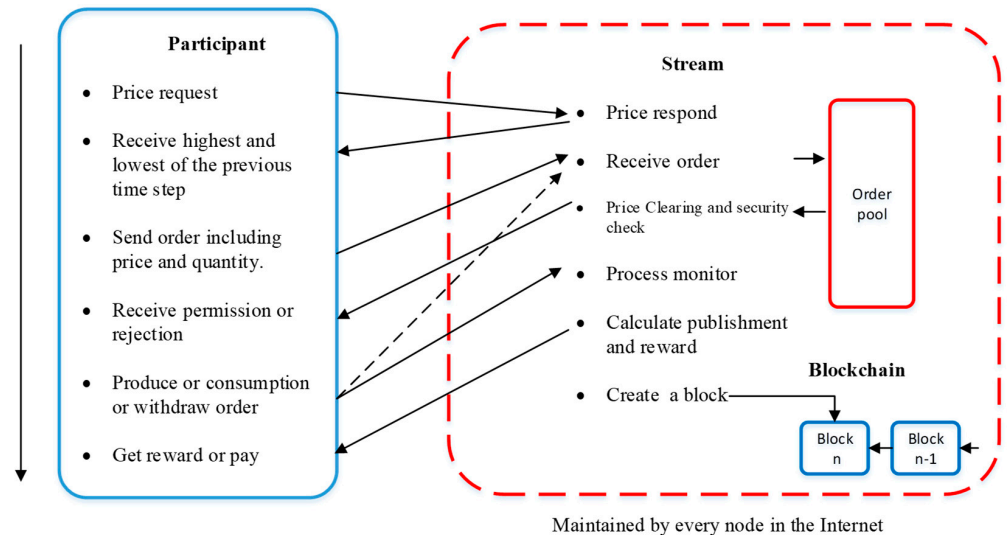 Participant
• Price request
• Receive highest and
lowest of the previous
time step
• Send order including
price and quantity.
• Receive permission or
rejection
• Produce or consumption
or withdraw order
• Get reward or pay
Stream
• Price respond
• Receive order
• Price Clearing and security
check
• Process monitor
• Calculate publishment
and reward
• Create a block
Order
pool
Blockchain
Block
n
Block
n-1
Maintained by every node in the Internet